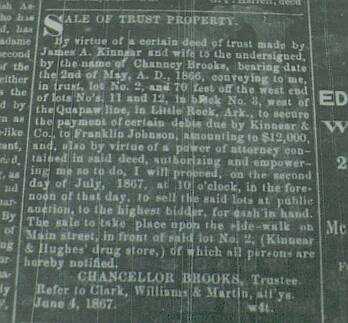 SALE OF TRUST PROPERTY.
By virtue of a certain deed of trust made by
James A. Kinnear and wife to the undersigned,
by the name of Channcey Brooks, bearing date
the 2nd of May, A. D., 1866, conveying to me,
in trust, lot No. 2, and 70 feet off the west end
of lots No's. 11 and 12, in block No. 3, west of
the Quapaw line, in Little Rock, Ark., to secure
the payment of certain debts due by Kinnear &
Co., to Franklin Johnson, amounting to $12,000
and, also by virtue of a power of attorney con-
tained in said deed, authorizing and empower-
ing me so to do, I will proceed, on the second
day of July, 1867, at 10 o'clock, in the fore-
noon of that day, to sell the said lots at public
auction, to the highest bidder, for cash in hand.
The sale to take place upon the side-walk on
Main street, in front of said lot No. 2, (Kinnear
& Hughes' drug store,) of which all persons are
hereby notified.
CHANCELLOR BROOKS, Trustee.
Refer to Clark, Williams & Martin, att'ys.
June 4, 1867. w4t.
ED
W
2
Mc